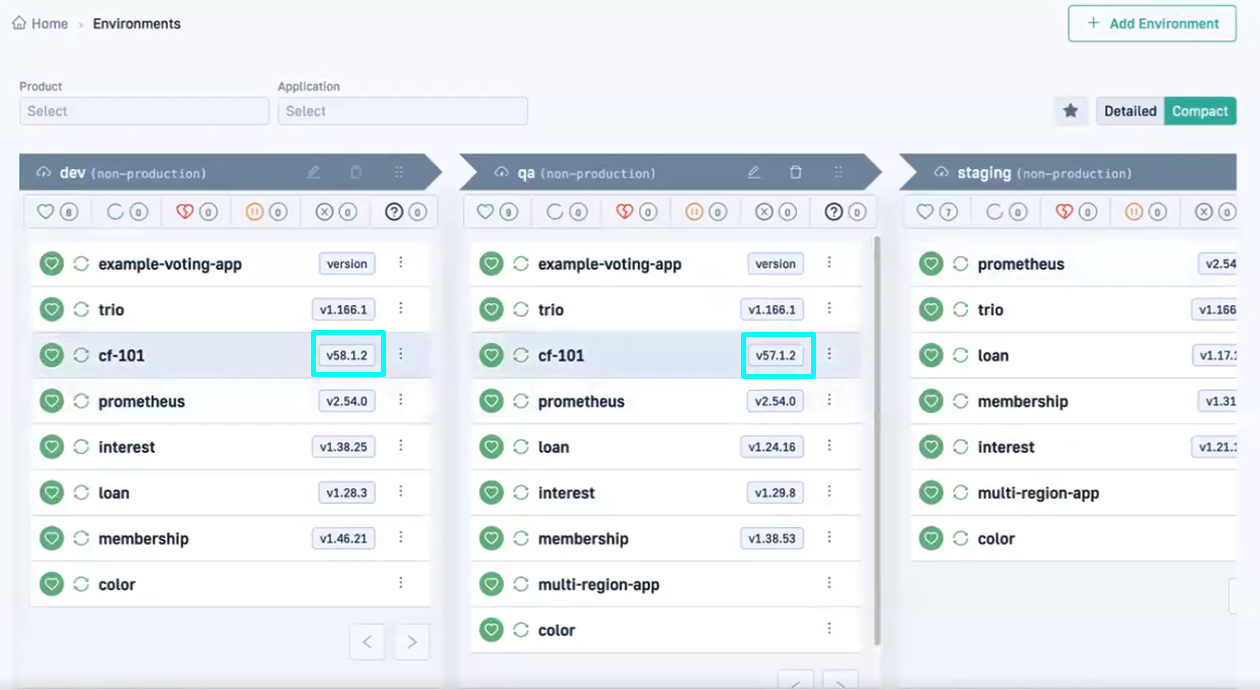 Home > Environments
+ Add Environment
Product
Application
Select
Select
Detailed
Compact
dev (non-production)
8 0 0 0 0 ? 0
example-voting-app version
trio v1.166.1
cf-101 v58.1.2
prometheus v2.54.0
interest v1.38.25
loan v1.28.3
membership v1.46.21
color
< >
qa (non-production)
9 0 0 0 0 ? 0
example-voting-app version
trio v1.166.1
cf-101 v57.1.2
prometheus v2.54.0
loan v1.24.16
interest v1.29.8
membership v1.38.53
multi-region-app
color
staging (non-production)
7 0 0 0 0
prometheus v2.54
trio v1.166
loan v1.17.
membership v1.31
interest v1.21.
multi-region-app
color